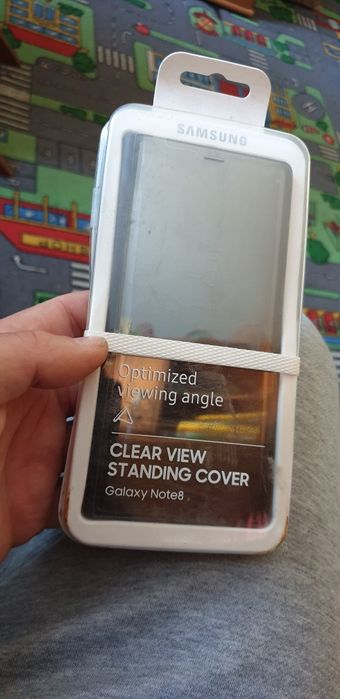 SAMSUNG
Optimized
viewing angle
CLEAR VIEW
STANDING COVER
Galaxy Note8